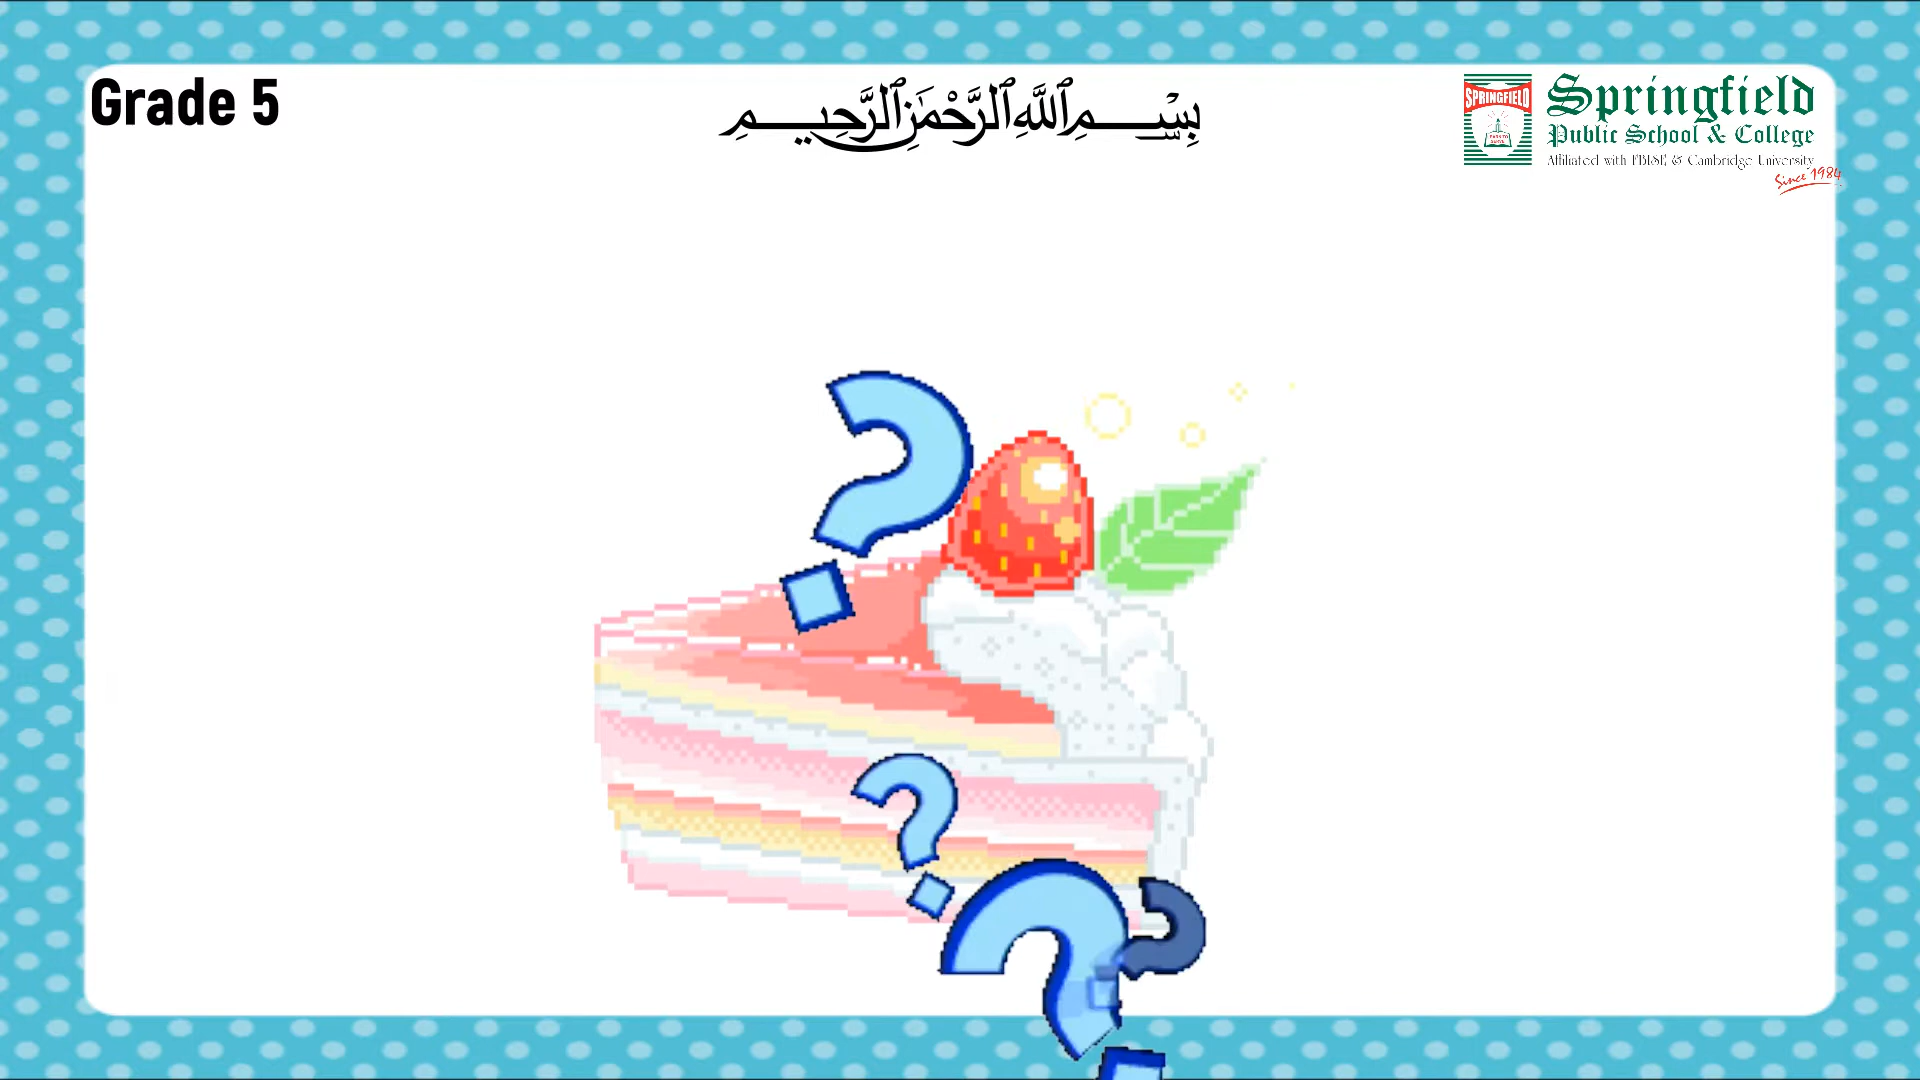 Grade 5
بِسْمِ ٱللَّهِ ٱلرَّحْمَٰنِ ٱلرَّحِيمِ
SPRINGFIELD
Springfield
Public School & College
Affiliated with FBISE & Cambridge University
Since 1984
? ? ? ?